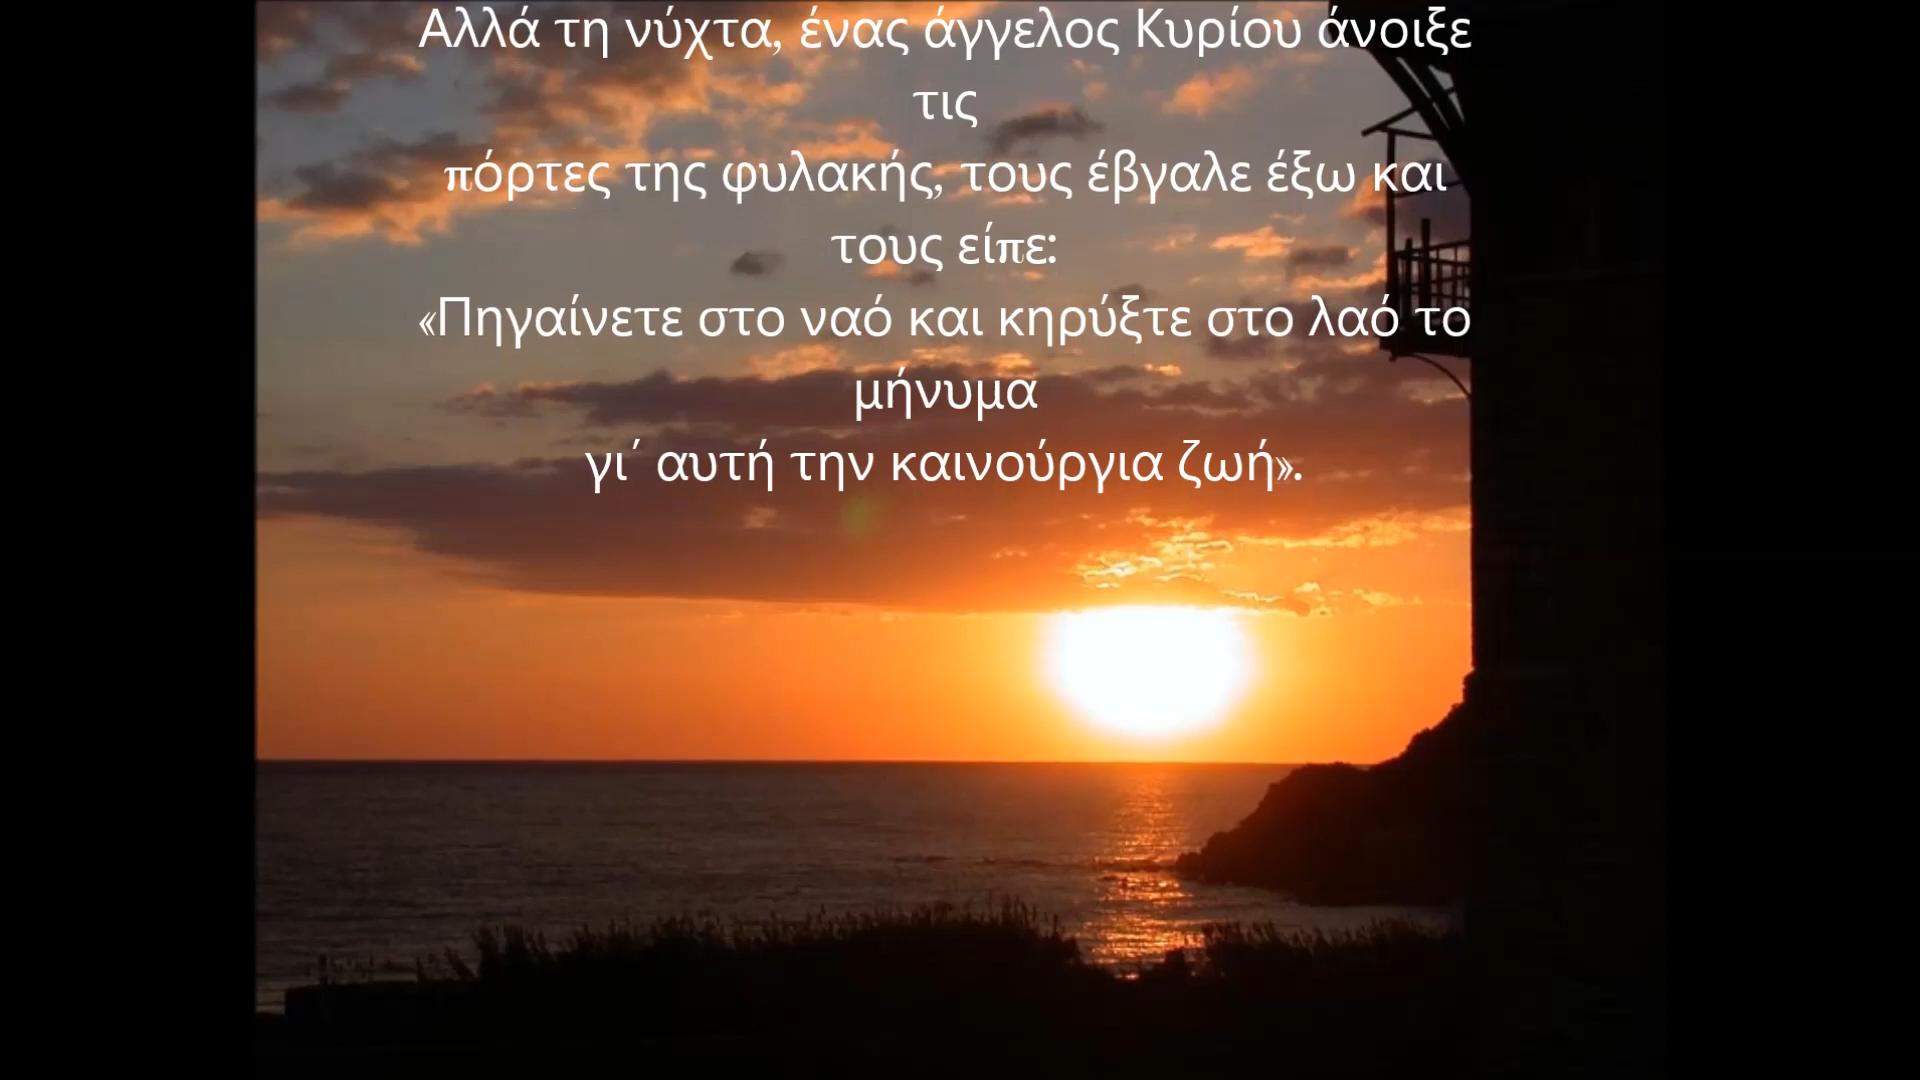 Αλλά τη νύχτα, ένας άγγελος Κυρίου άνοιξε
τις
πόρτες της φυλακής, τους έβγαλε έξω και
τους είπε:
«Πηγαίνετε στο ναό και κηρύξτε στο λαό το
μήνυμα
γι΄ αυτή την καινούργια ζωή».